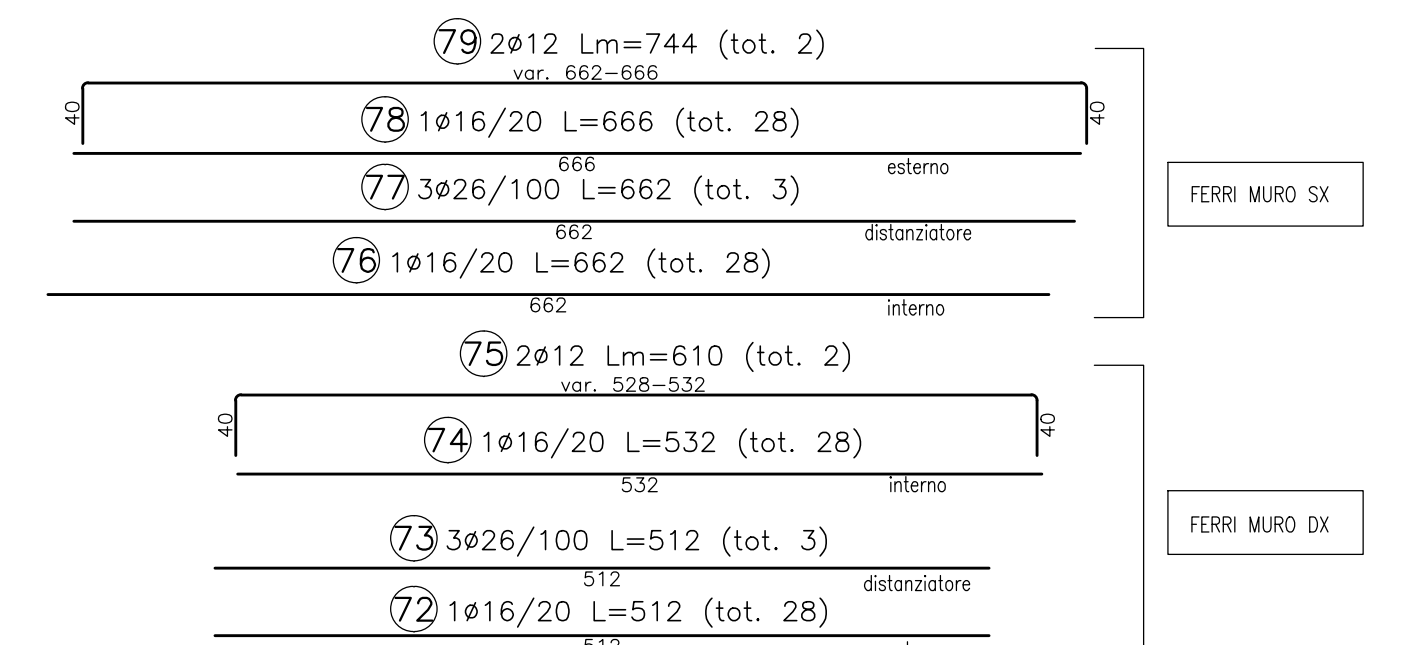 79 2ø12 Lm=744 (tot. 2)
var. 662-666
40
40
78 1ø16/20 L=666 (tot. 28)
666
esterno
77 3ø26/100 L=662 (tot. 3)
662
distanziatore
76 1ø16/20 L=662 (tot. 28)
662
interno
FERRI MURO SX
75 2ø12 Lm=610 (tot. 2)
var. 528-532
40
40
74 1ø16/20 L=532 (tot. 28)
532
interno
73 3ø26/100 L=512 (tot. 3)
512
distanziatore
72 1ø16/20 L=512 (tot. 28)
512
FERRI MURO DX